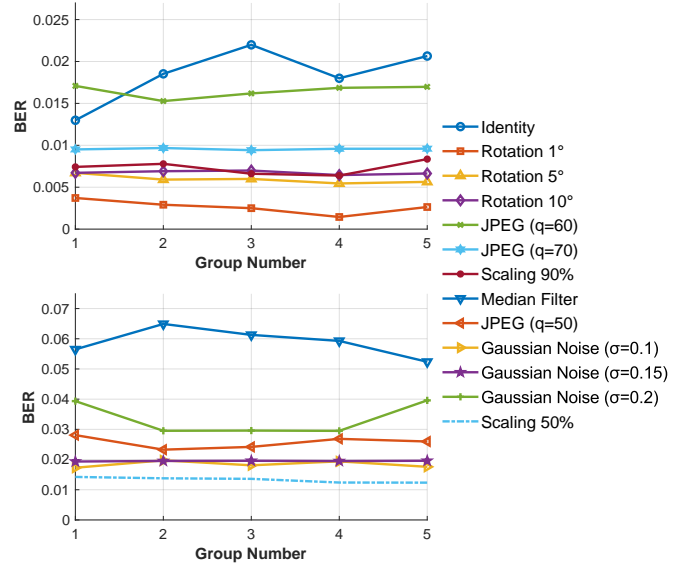 0.025
0.02
0.015
0.01
0.005
0
BER
1 2 3 4 5
Group Number
Identity
Rotation 1°
Rotation 5°
Rotation 10°
JPEG (q=60)
JPEG (q=70)
Scaling 90%
Median Filter
JPEG (q=50)
Gaussian Noise (σ=0.1)
Gaussian Noise (σ=0.15)
Gaussian Noise (σ=0.2)
Scaling 50%
0.07
0.06
0.05
0.04
0.03
0.02
0.01
0
BER
1 2 3 4 5
Group Number